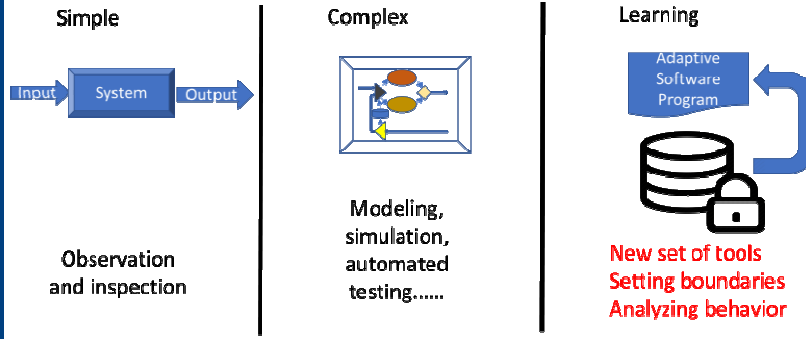 Simple
Input
System
Output
Observation
and inspection
Complex
Modeling,
simulation,
automated
testing......
Learning
Adaptive
Software
Program
New set of tools
Setting boundaries
Analyzing behavior